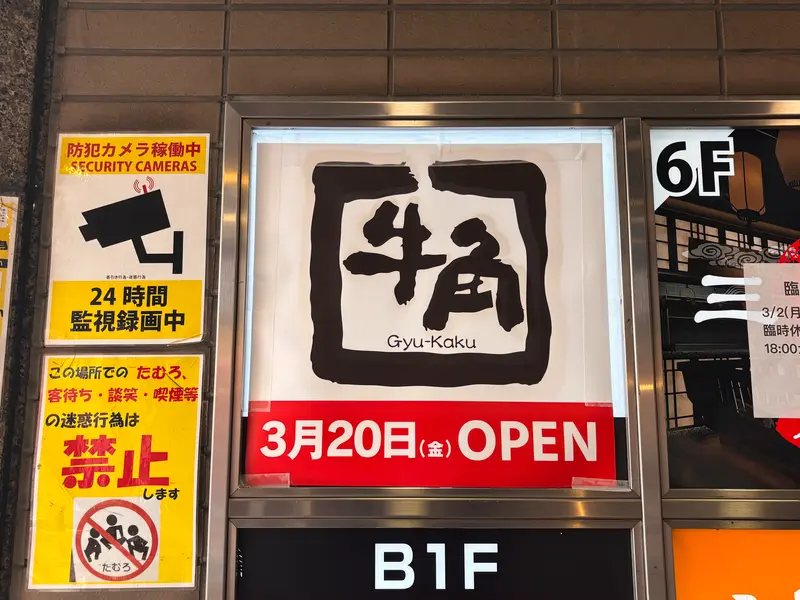 防犯カメラ稼働中
SECURITY CAMERAS
24時間
監視録画中
この場所での たむろ、
客待ち・談笑・喫煙等
の迷惑行為は
禁止
します
たむろ
牛角
Gyu-Kaku
3月20日(金) OPEN
B1F
6F
三
臨
3/2(月
臨時休
18:00